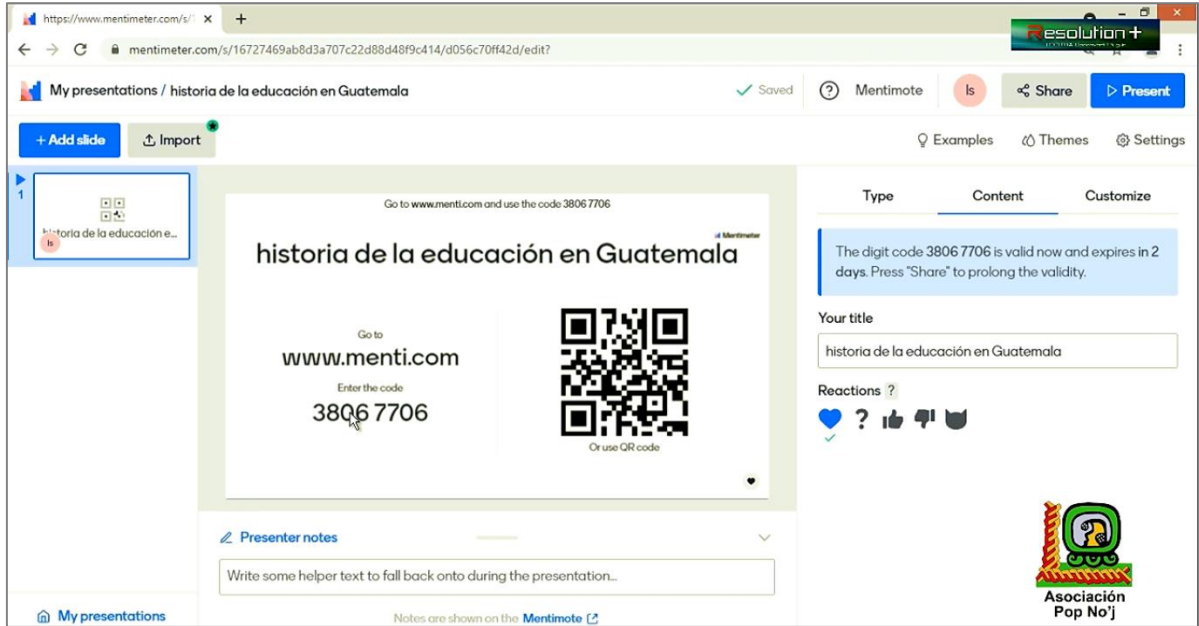 https://www.mentimeter.com/s/
mentimeter.com/s/16727469ab8d3a707c22d88d48f9c414/d056c70ff42d/edit?
Resolution+
My presentations / historia de la educación en Guatemala
Saved
? Mentimote
Is
Share
Present
+ Add slide
Import
Examples
Themes
Settings
1
historia de la educación e...
Is
Go to www.menti.com and use the code 3806 7706
Mentimeter
historia de la educación en Guatemala
Go to
www.menti.com
Enter the code
3806 7706
Or use QR code
Type
Content
Customize
The digit code 3806 7706 is valid now and expires in 2
days. Press "Share" to prolong the validity.
Your title
historia de la educación en Guatemala
Reactions ?
Presenter notes
Write some helper text to fall back onto during the presentation...
Notes are shown on the Mentimote
My presentations
Asociación
Pop No'j